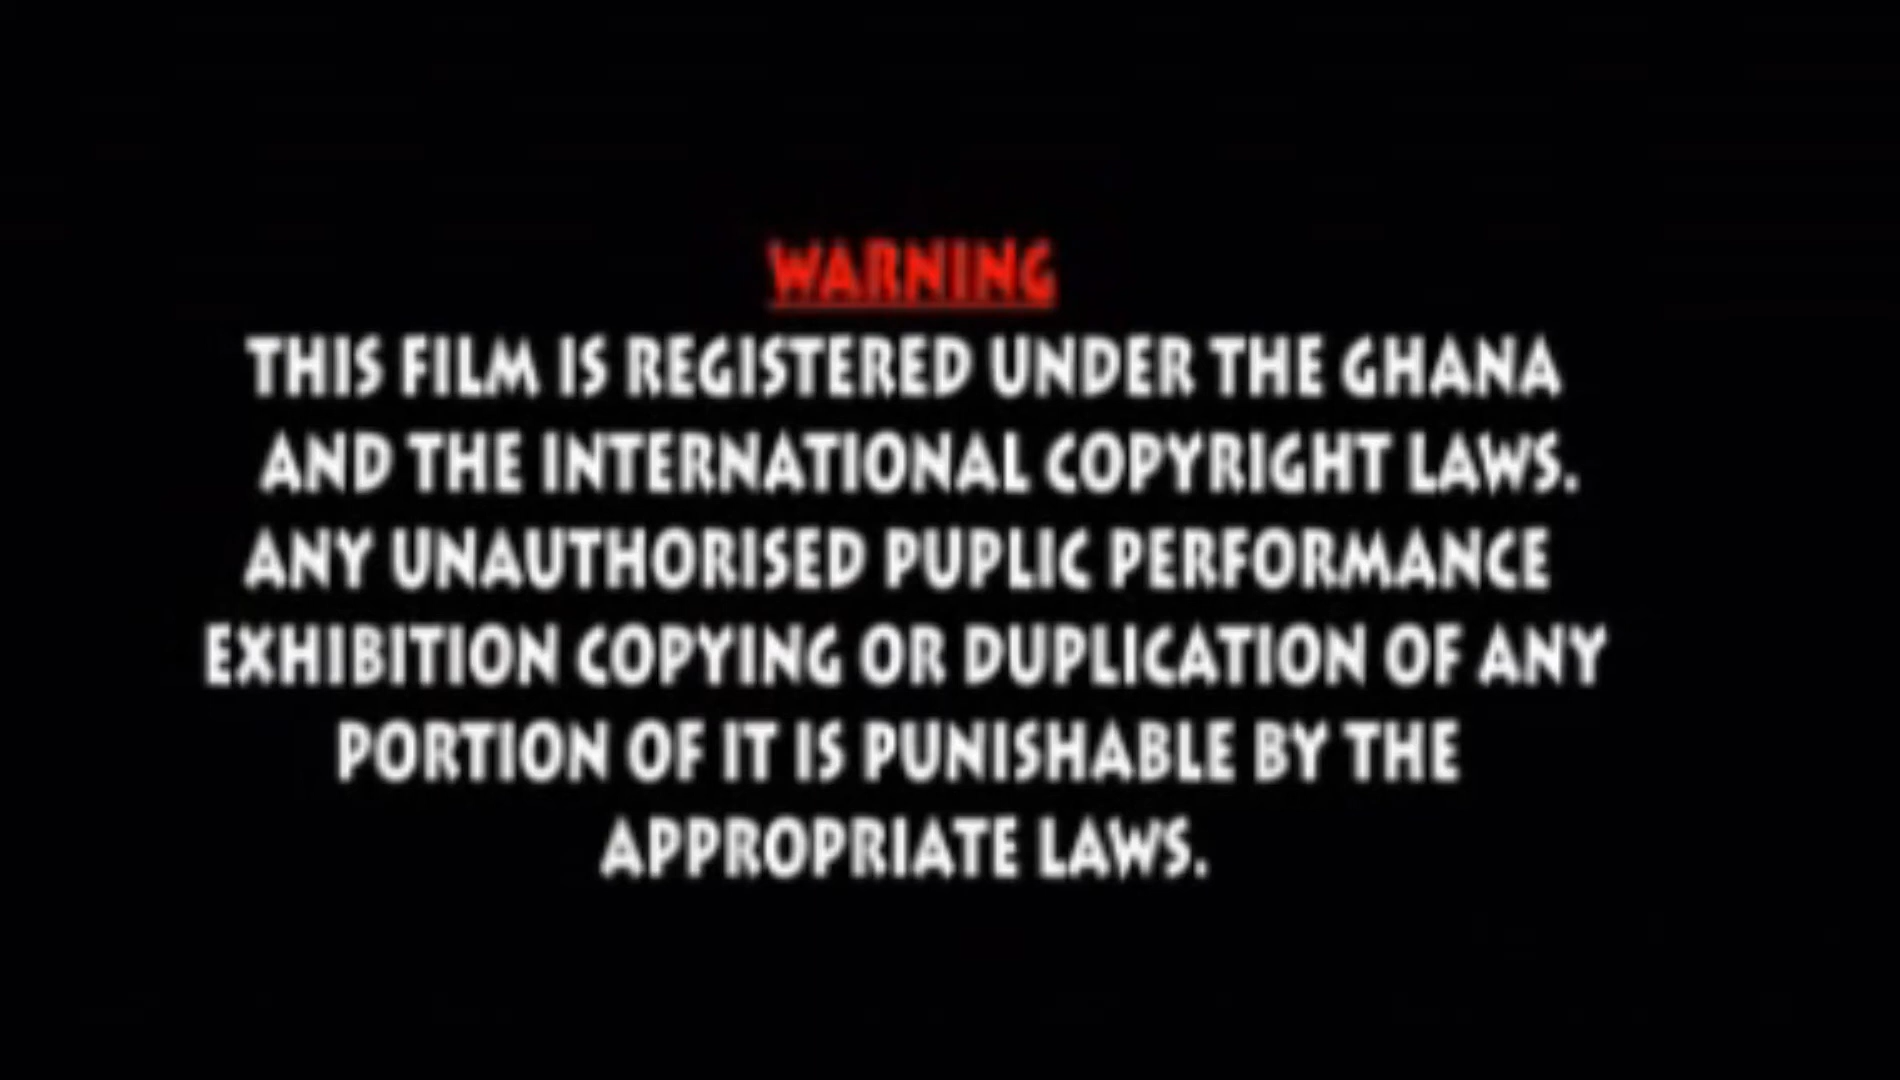 WARNING
THIS FILM IS REGISTERED UNDER THE GHANA
AND THE INTERNATIONAL COPYRIGHT LAWS.
ANY UNAUTHORISED PUPLIC PERFORMANCE
EXHIBITION COPYING OR DUPLICATION OF ANY
PORTION OF IT IS PUNISHABLE BY THE
APPROPRIATE LAWS.